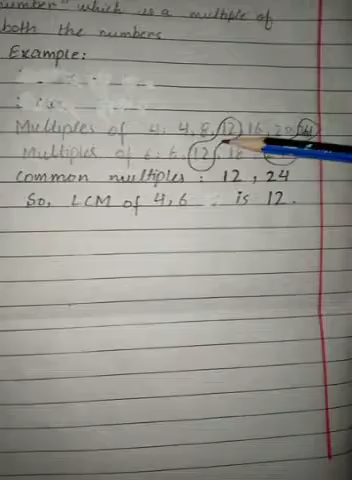 number" which is a multiple of
both the numbers
Example:
Multiples of 4: 4, 8, 12, 16, 20, 24
Multiples of 6: 6, 12, 18
Common multiples: 12, 24
So, LCM of 4,6 is 12.